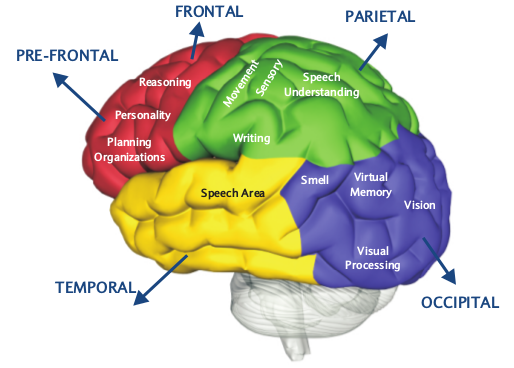 FRONTAL
PARIETAL
PRE-FRONTAL
Reasoning
Movement
Sensory
Speech
Understanding
Personality
Planning
Organizations
Writing
Speech Area
Smell
Virtual
Memory
Vision
Visual
Processing
TEMPORAL
OCCIPITAL